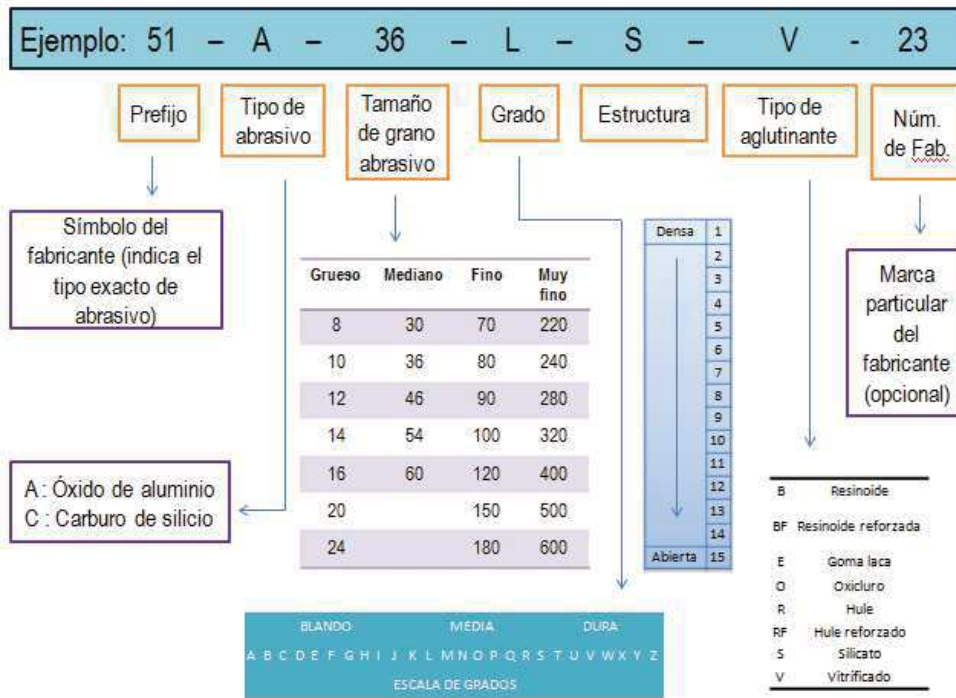 Ejemplo: 51 – A – 36 – L – S – V - 23
Prefijo
Tipo de
abrasivo
Tamaño
de grano
abrasivo
Grado
Estructura
Tipo de
aglutinante
Núm.
de Fab.
Símbolo del
fabricante (indica el
tipo exacto de
abrasivo)
A : Óxido de aluminio
C : Carburo de silicio
Grueso Mediano Fino Muy
fino
8 30 70 220
10 36 80 240
12 46 90 280
14 54 100 320
16 60 120 400
20 150 500
24 180 600
Densa 1
2
3
4
5
6
7
8
9
10
11
12
13
14
Abierta 15
Marca
particular
del
fabricante
(opcional)
B Resinoide
BF Resinoide reforzada
E Goma laca
O Oxicluro
R Hule
RF Hule reforzado
S Silicato
V Vitrificado
BLANDO MEDIA DURA
A B C D E F G H I J K L M N O P Q R S T U V W X Y Z
ESCALA DE GRADOS